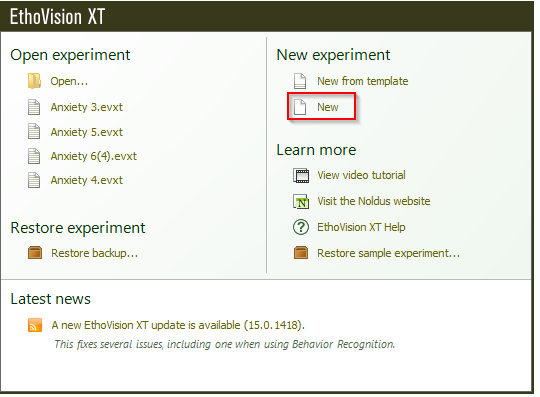 EthoVision XT
Open experiment
Open...
Anxiety 3.evxt
Anxiety 5.evxt
Anxiety 6(4).evxt
Anxiety 4.evxt
Restore experiment
Restore backup...
New experiment
New from template
New
Learn more
View video tutorial
N
Visit the Noldus website
?
EthoVision XT Help
Restore sample experiment...
Latest news
A new EthoVision XT update is available (15.0.1418).
This fixes several issues, including one when using Behavior Recognition.